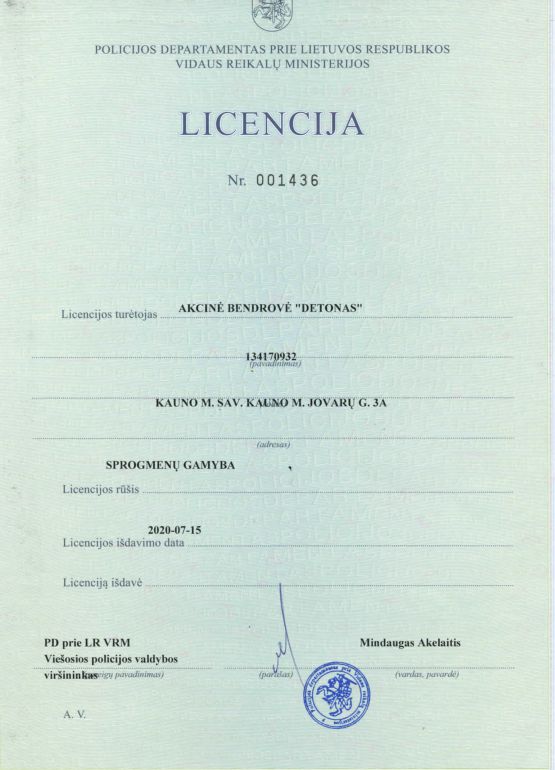 POLICIJOS DEPARTAMENTAS PRIE LIETUVOS RESPUBLIKOS
VIDAUS REIKALŲ MINISTERIJOS
LICENCIJA
Nr. 001436
Licencijos turėtojas AKCINĖ BENDROVĖ "DETONAS"
134170932
(pavadinimas)
KAUNO M. SAV. KAUNO M. JOVARŲ G. 3A
(adresas)
SPROGMENŲ GAMYBA
Licencijos rūšis
2020-07-15
Licencijos išdavimo data
Licenciją išdavė
PD prie LR VRM
Viešosios policijos valdybos
viršininkas
Mindaugas Akelaitis
(pareigų pavadinimas) (parašas) (vardas, pavardė)
A. V.